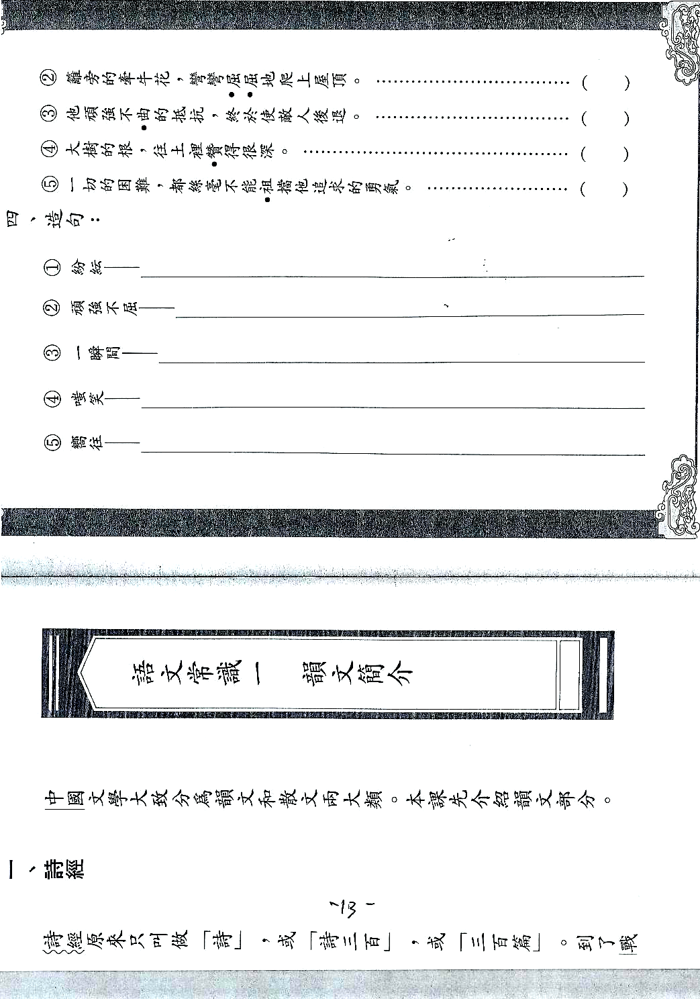 ② 籬旁的牽牛花，彎彎屈屈地爬上屋頂。…………………………（　　）
③ 他頑強不曲的抵抗，終於使敵人後退。…………………………（　　）
④ 大樹的根，往土裡贊得很深。…………………………………（　　）
⑤ 一切的困難，都絲毫不能祖擋他追求的勇氣。…………………（　　）
四、造句：
① 紛紜——
② 頑強不屈——
③ 一瞬間——
④ 嗤笑——
⑤ 嚮往——
語文常識一　韻文簡介
中國文學大致分為韻文和散文兩大類。本課先介紹韻文部分。
一、詩經
-13-
詩經原來只叫做「詩」，或「詩三百」，或「三百篇」。到了戰